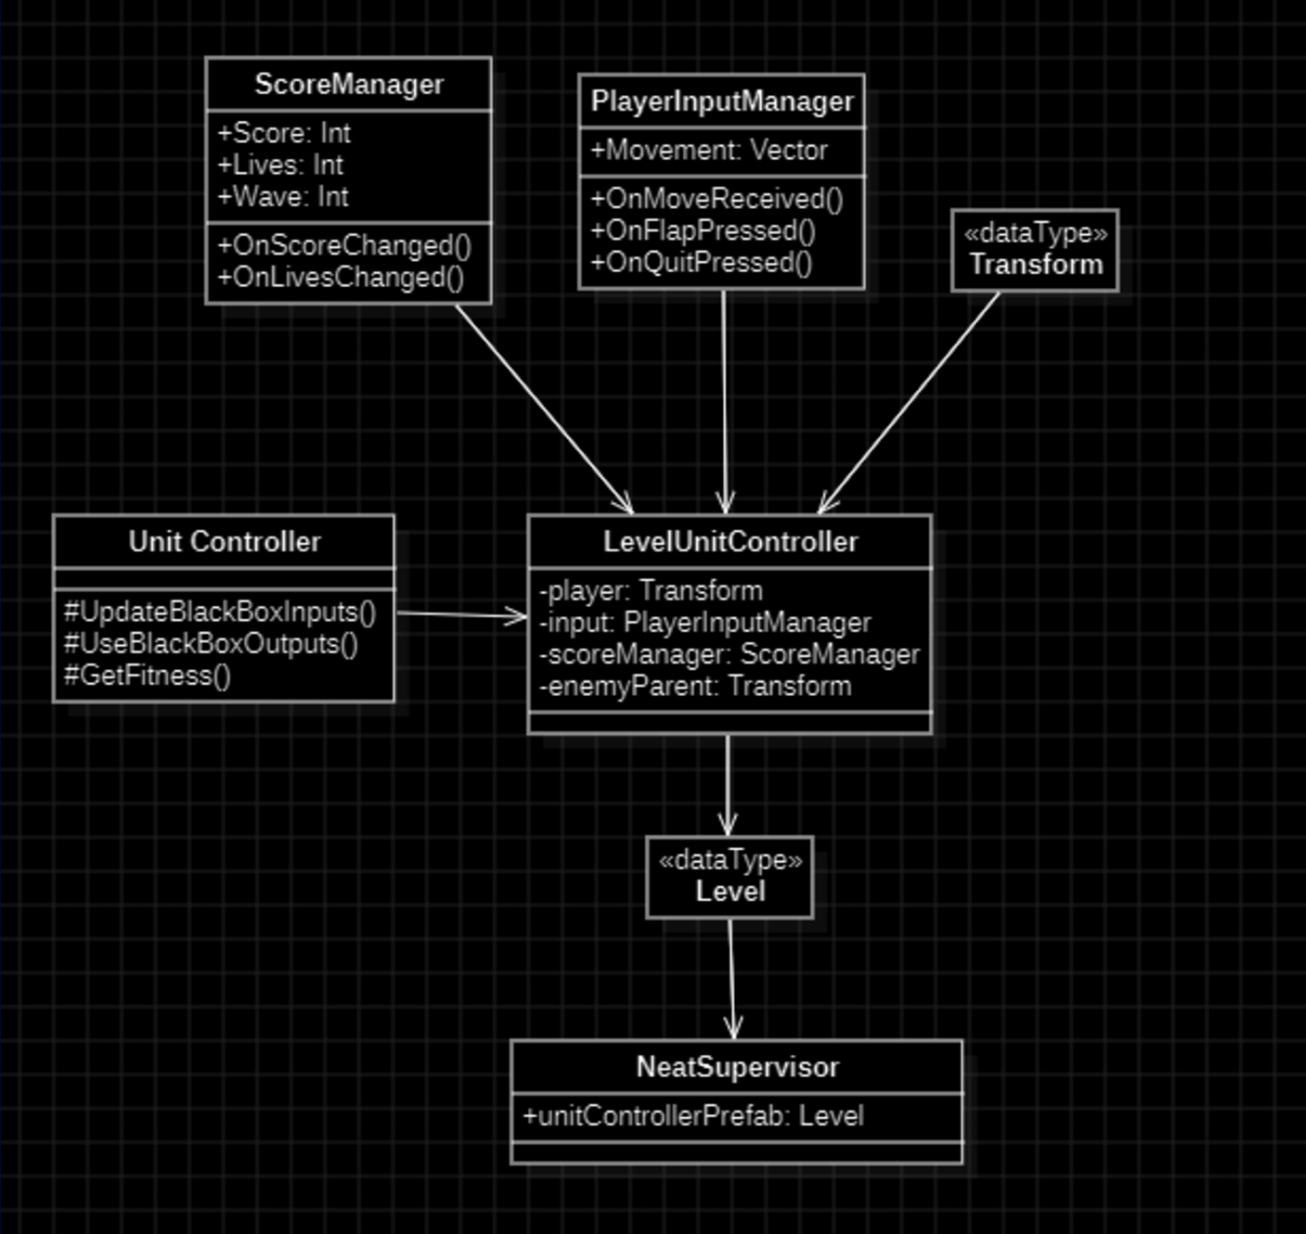 ScoreManager
+Score: Int
+Lives: Int
+Wave: Int
+OnScoreChanged()
+OnLivesChanged()
PlayerInputManager
+Movement: Vector
+OnMoveReceived()
+OnFlapPressed()
+OnQuitPressed()
«dataType»
Transform
Unit Controller
#UpdateBlackBoxInputs()
#UseBlackBoxOutputs()
#GetFitness()
LevelUnitController
-player: Transform
-input: PlayerInputManager
-scoreManager: ScoreManager
-enemyParent: Transform
«dataType»
Level
NeatSupervisor
+unitControllerPrefab: Level